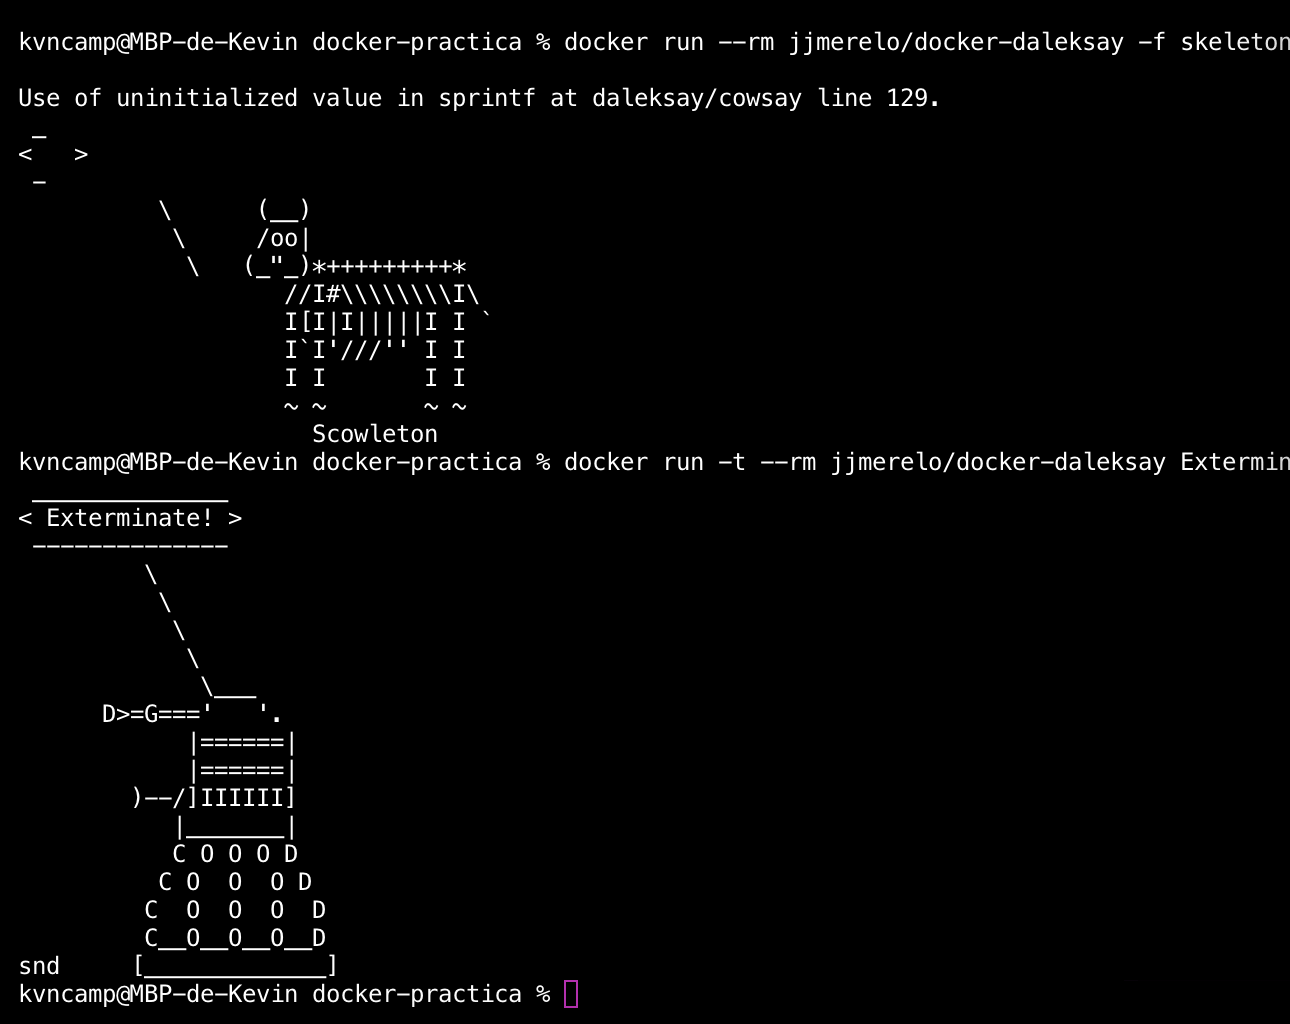 kvncamp@MBP-de-Kevin docker-practica % docker run --rm jjmerelo/docker-daleksay -f skeleton
Use of uninitialized value in sprintf at daleksay/cowsay line 129.
 _
<   >
 -
          \      (__)
           \     /oo|
            \   (_"_)*+++++++++*
                   //I#\\\\\\\\I\
                   I[I|I|||||I I `
                   I`I'///'' I I
                   I I       I I
                   ~ ~       ~ ~
                     Scowleton
kvncamp@MBP-de-Kevin docker-practica % docker run -t --rm jjmerelo/docker-daleksay Extermin
 ______________
< Exterminate! >
 --------------
         \
          \
           \
            \
             \___
      D>=G==='   '.
            |======|
            |======|
        )--/]IIIIII]
           |_______|
           C O O O D
          C O  O  O D
         C  O  O  O  D
         C__O__O__O__D
snd     [_____________]
kvncamp@MBP-de-Kevin docker-practica %